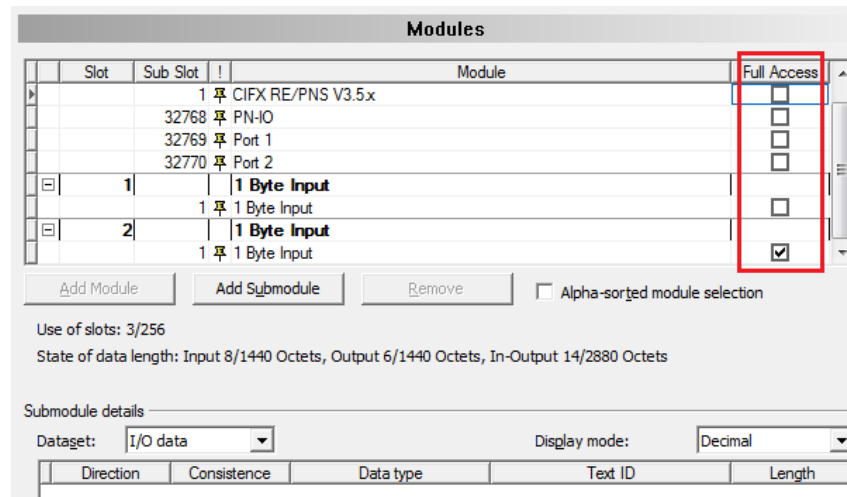 Modules
Slot Sub Slot ! Module Full Access
1 CIFX RE/PNS V3.5.x
32768 PN-IO
32769 Port 1
32770 Port 2
1 1 Byte Input
1 1 Byte Input
2 1 Byte Input
1 1 Byte Input
Add Module Add Submodule Remove Alpha-sorted module selection
Use of slots: 3/256
State of data length: Input 8/1440 Octets, Output 6/1440 Octets, In-Output 14/2880 Octets
Submodule details
Dataset: I/O data Display mode: Decimal
Direction Consistence Data type Text ID Length